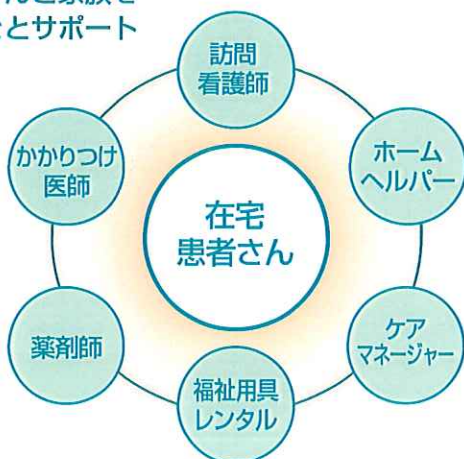 ご家族を
とサポート
訪問
看護師
かかりつけ
医師
ホーム
ヘルパー
在宅
患者さん
薬剤師
ケア
マネージャー
福祉用具
レンタル